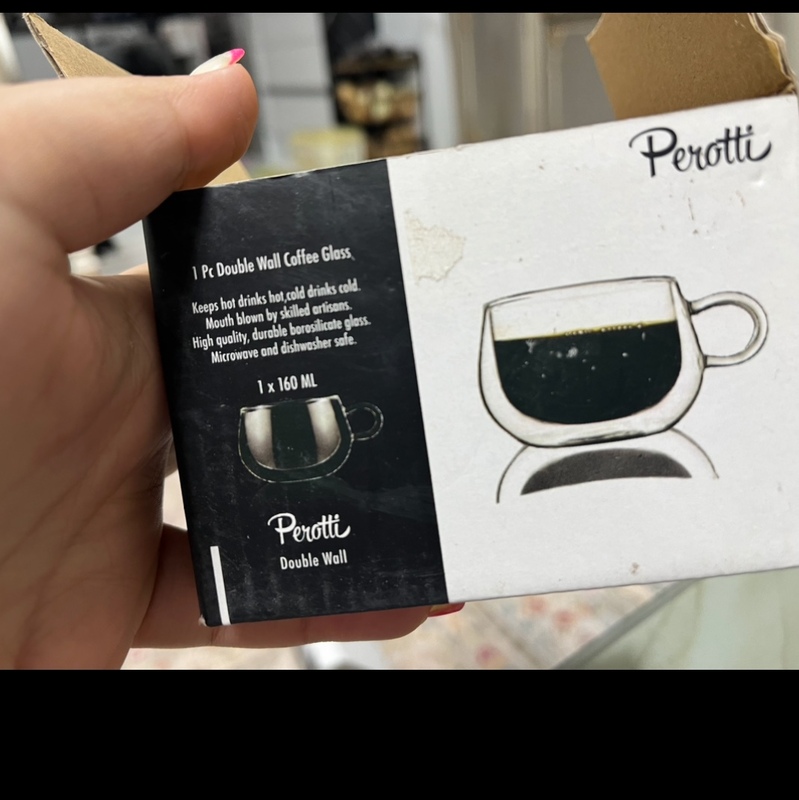 Perotti
1 Pc Double Wall Coffee Glass
Keeps hot drinks hot,cold drinks cold.
Mouth blown by skilled artisans.
High quality, durable borosilicate glass.
Microwave and dishwasher safe.
1 x 160 ML
Perotti
Double Wall